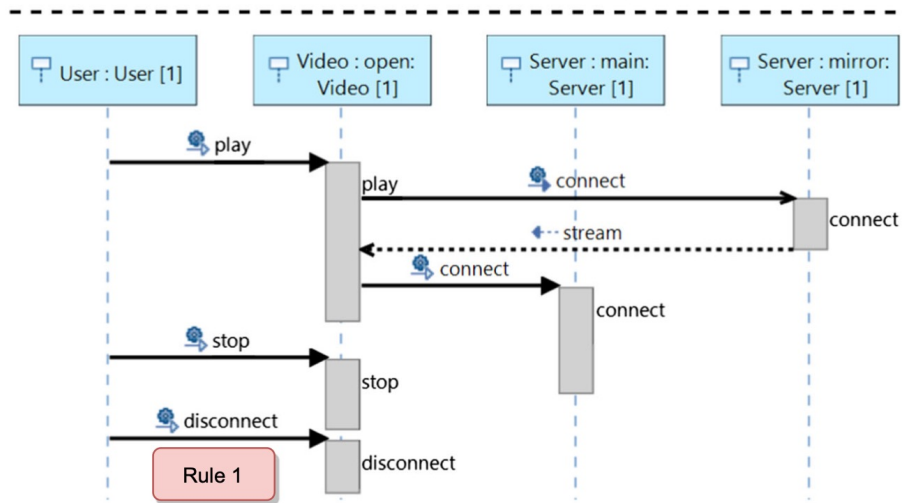 User : User [1]
Video : open:
Video [1]
Server : main:
Server [1]
Server : mirror:
Server [1]
play
play
connect
connect
stream
connect
connect
stop
stop
disconnect
disconnect
Rule 1